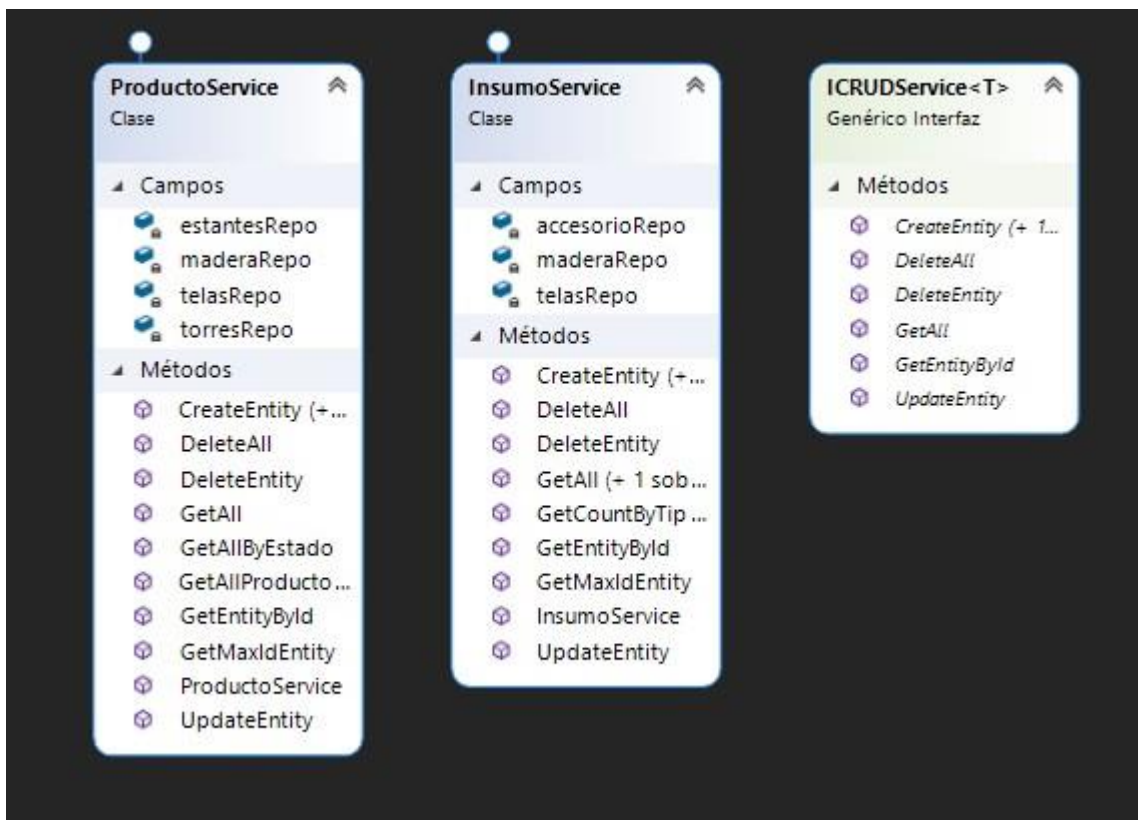 ProductoService
Clase
Campos
estantesRepo
maderaRepo
telasRepo
torresRepo
Métodos
CreateEntity (+...
DeleteAll
DeleteEntity
GetAll
GetAllByEstado
GetAllProducto...
GetEntityById
GetMaxIdEntity
ProductoService
UpdateEntity
InsumoService
Clase
Campos
accesorioRepo
maderaRepo
telasRepo
Métodos
CreateEntity (+...
DeleteAll
DeleteEntity
GetAll (+ 1 sob...
GetCountByTip...
GetEntityById
GetMaxIdEntity
InsumoService
UpdateEntity
ICRUDService<T>
Genérico Interfaz
Métodos
CreateEntity (+ 1...
DeleteAll
DeleteEntity
GetAll
GetEntityById
UpdateEntity